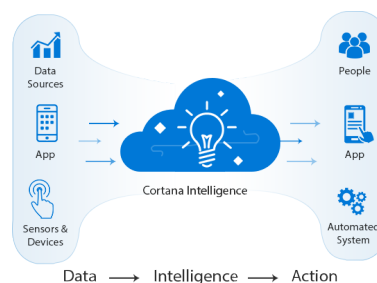 Data
Sources
App
Sensors &
Devices
Cortana Intelligence
People
App
Automated
System
Data → Intelligence → Action